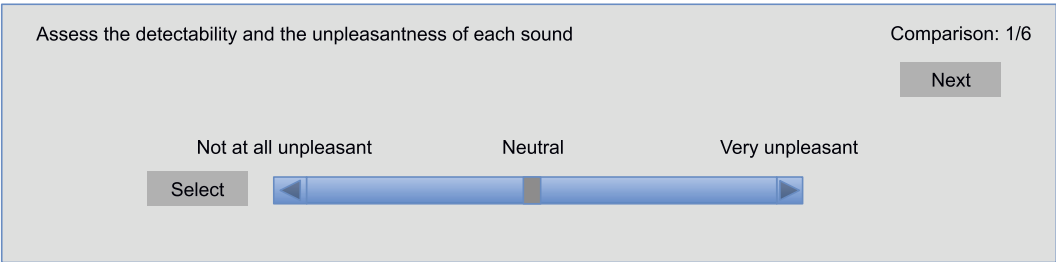 Assess the detectability and the unpleasantness of each sound
Comparison: 1/6
Next
Not at all unpleasant
Neutral
Very unpleasant
Select